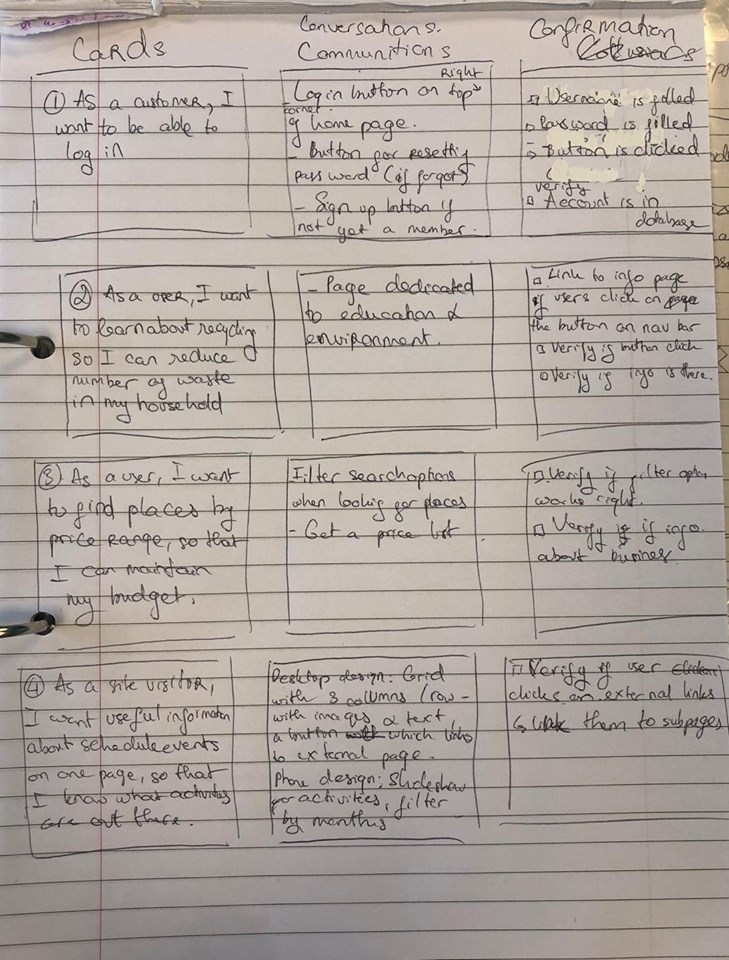 Cards
① As a customer, I
want to be able to
log in
② As a user, I want
to learn about recycling
so I can reduce
number of waste
in my household
③ As a user, I want
to find places by
price range, so that
I can maintain
my budget.
④ As a site visitor,
I want useful information
about schedule events
on one page, so that
I know what activities
are out there.
Conversations.
Communitions
Right
- Log in button on top
corner
of home page.
- Button for resetting
password (if forgot)
- Sign up button if
not yet a member.
- Page dedicated
to education &
environment.
Filter search options
when looking for places
- Get a price list
Desktop design: Grid
with 3 columns / row -
with images & text,
a button which links
to external page.
Phone design: Slideshow
for activities, filter
by months
Confirmation
□ Username is filled
□ Password is filled
□ Button is clicked
verify
□ Account is in
database
□ Link to info page
if users click on page
the button on nav bar
□ Verify if button click
□ Verify if info is there.
□ Verify if filter option
works right.
□ Verify if if info
about business
□ Verify if user
clicks on external links
↳ link them to subpages